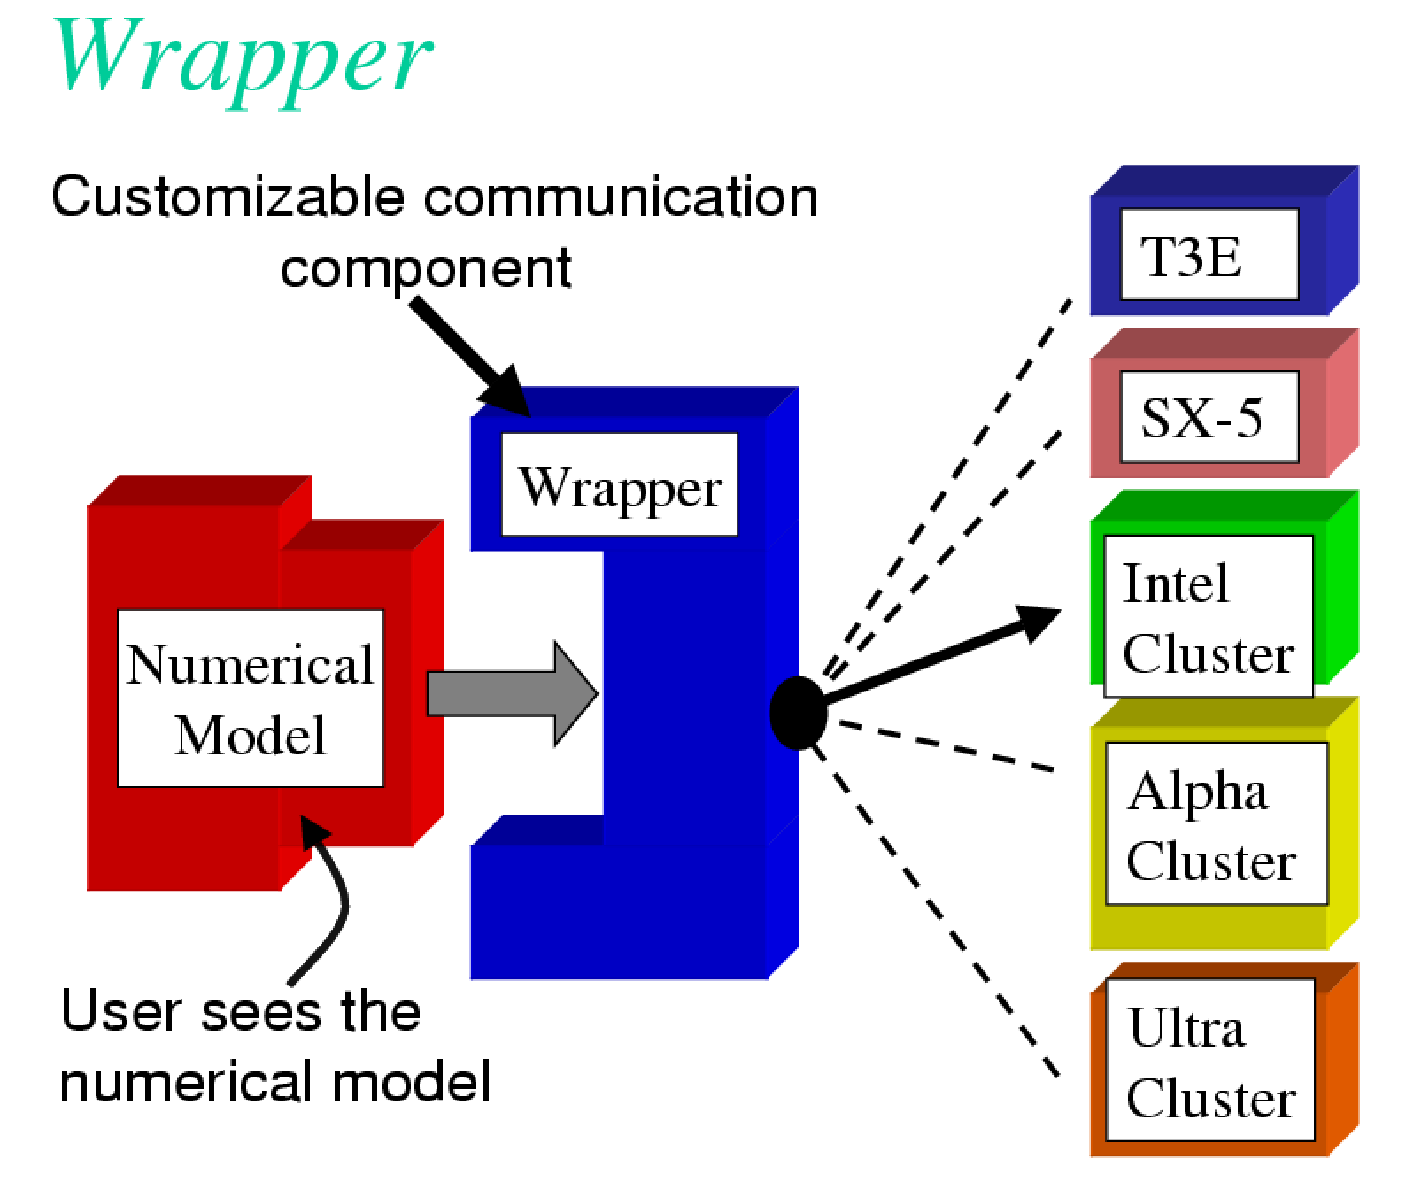 Wrapper
Customizable communication
component
T3E
SX-5
Wrapper
Intel
Cluster
Numerical
Model
Alpha
Cluster
User sees the
numerical model
Ultra
Cluster